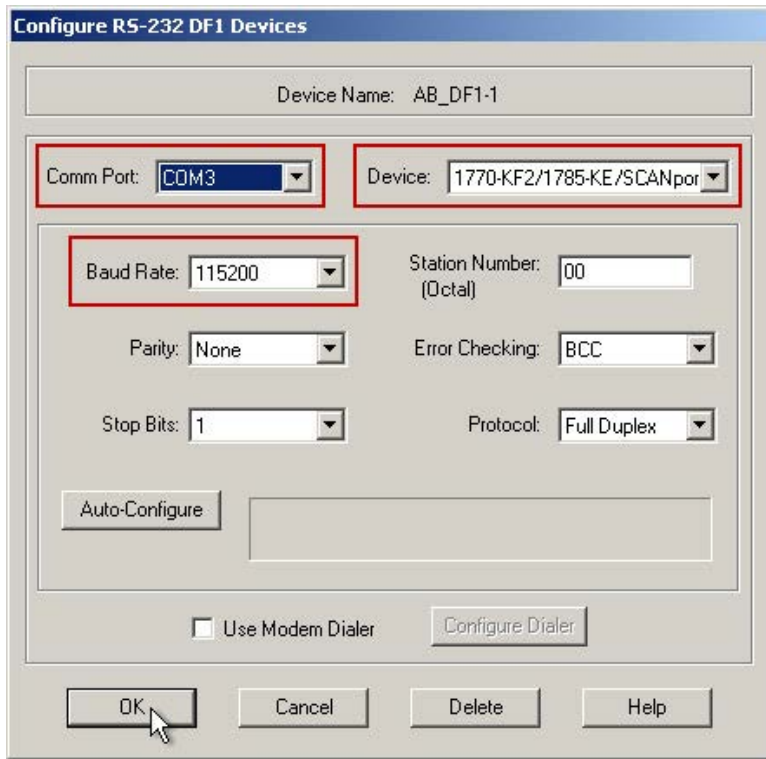 Configure RS-232 DF1 Devices
Device Name: AB_DF1-1
Comm Port: COM3 Device: 1770-KF2/1785-KE/SCANpor
Baud Rate: 115200 Station Number: 00
(Octal)
Parity: None Error Checking: BCC
Stop Bits: 1 Protocol: Full Duplex
Auto-Configure
Use Modem Dialer Configure Dialer
OK Cancel Delete Help